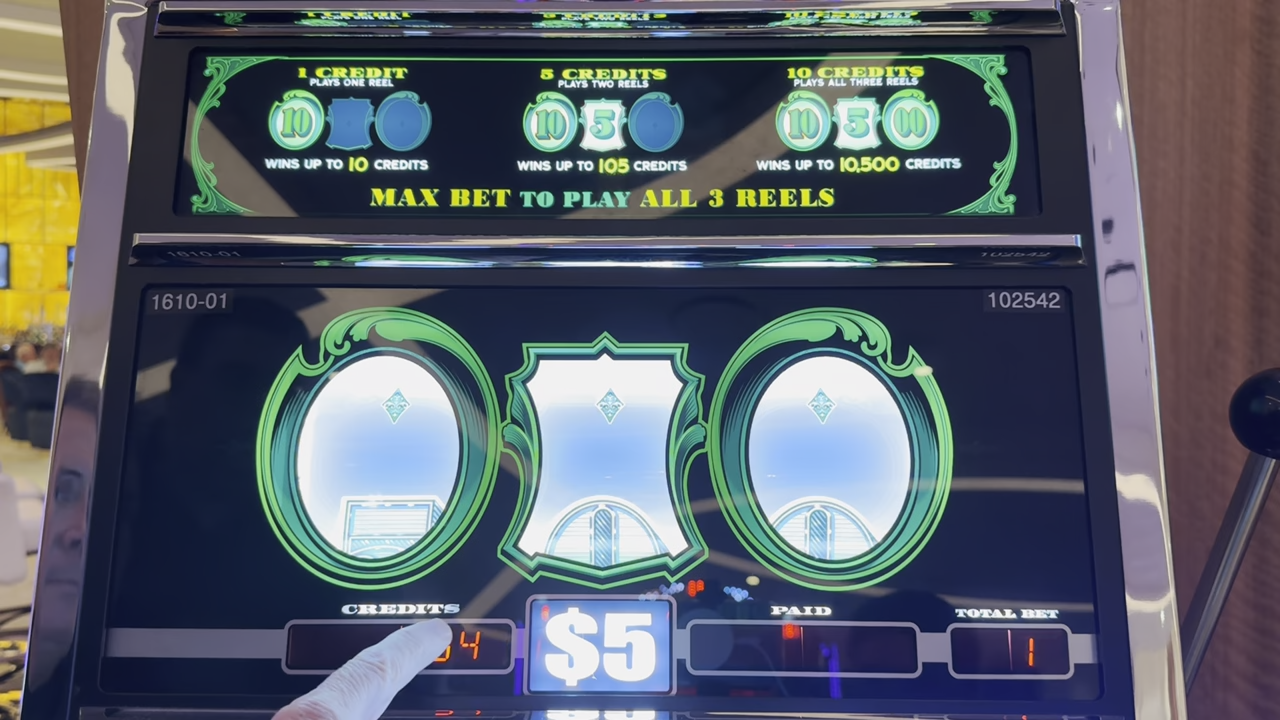 1 CREDIT
PLAYS ONE REEL
10
WINS UP TO 10 CREDITS
5 CREDITS
PLAYS TWO REELS
10 5
WINS UP TO 105 CREDITS
10 CREDITS
PLAYS ALL THREE REELS
10 5 00
WINS UP TO 10,500 CREDITS
MAX BET TO PLAY ALL 3 REELS
1610-01
102542
CREDITS
$5
PAID
TOTAL BET
1